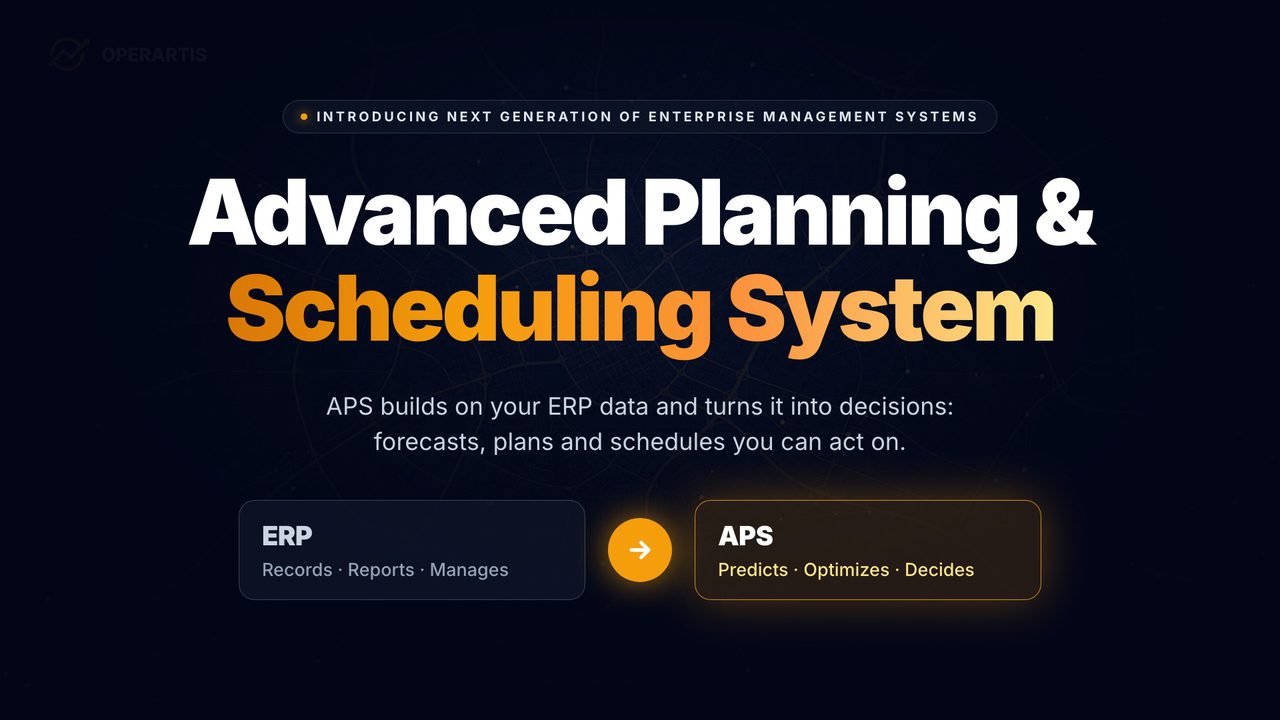 OPERARTIS
INTRODUCING NEXT GENERATION OF ENTERPRISE MANAGEMENT SYSTEMS
Advanced Planning &
Scheduling System
APS builds on your ERP data and turns it into decisions:
forecasts, plans and schedules you can act on.
ERP
Records · Reports · Manages
APS
Predicts · Optimizes · Decides